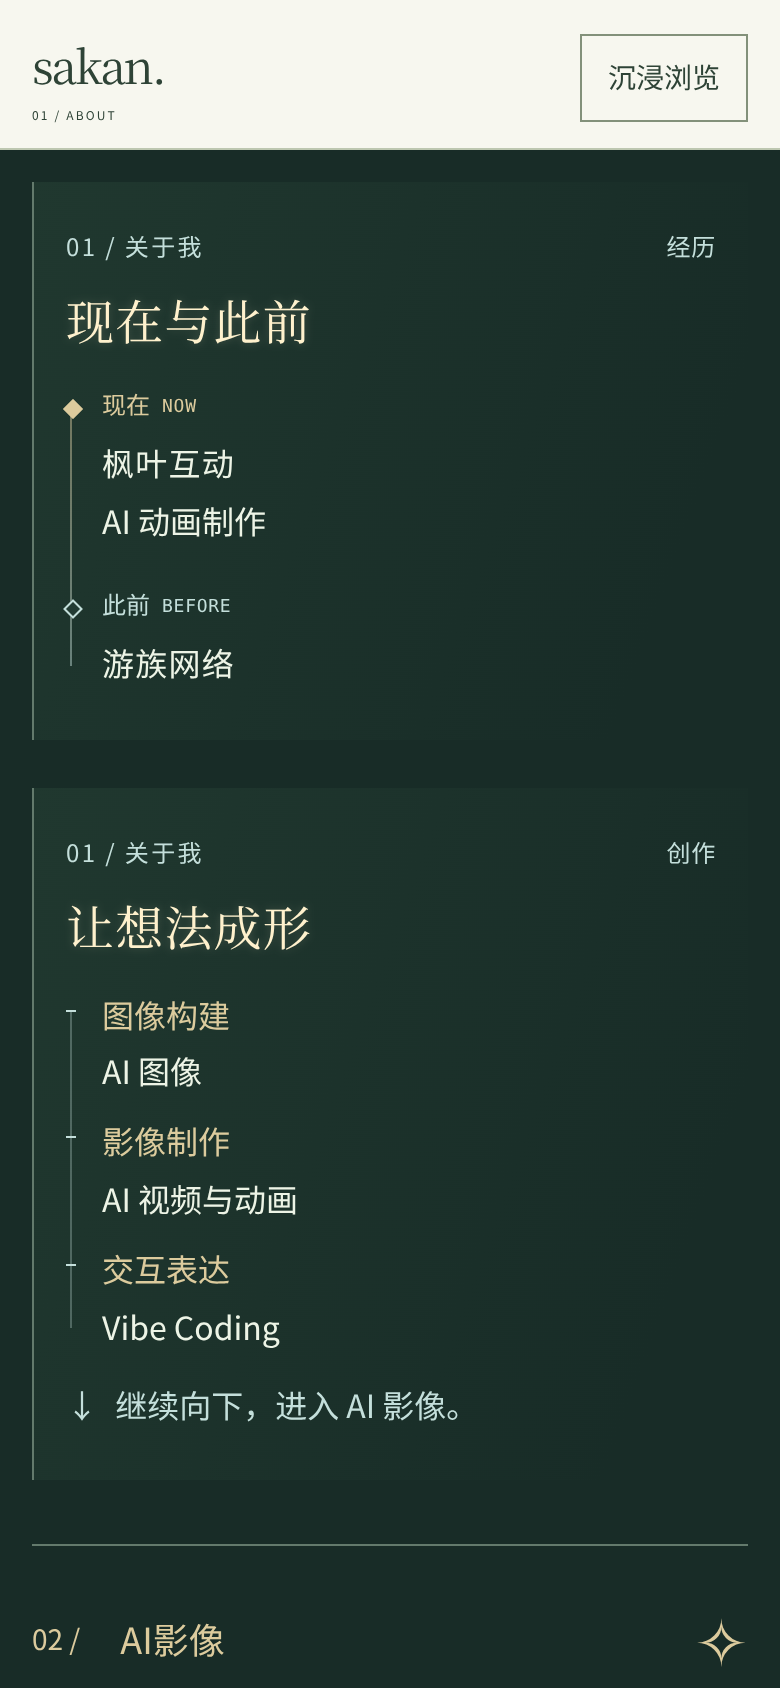 sakan.
沉浸浏览
01 / ABOUT
01 / 关于我
经历
现在与此前
现在 NOW
枫叶互动
AI 动画制作
此前 BEFORE
游族网络
01 / 关于我
创作
让想法成形
图像构建
AI 图像
影像制作
AI 视频与动画
交互表达
Vibe Coding
↓ 继续向下，进入 AI 影像。
02 / AI影像